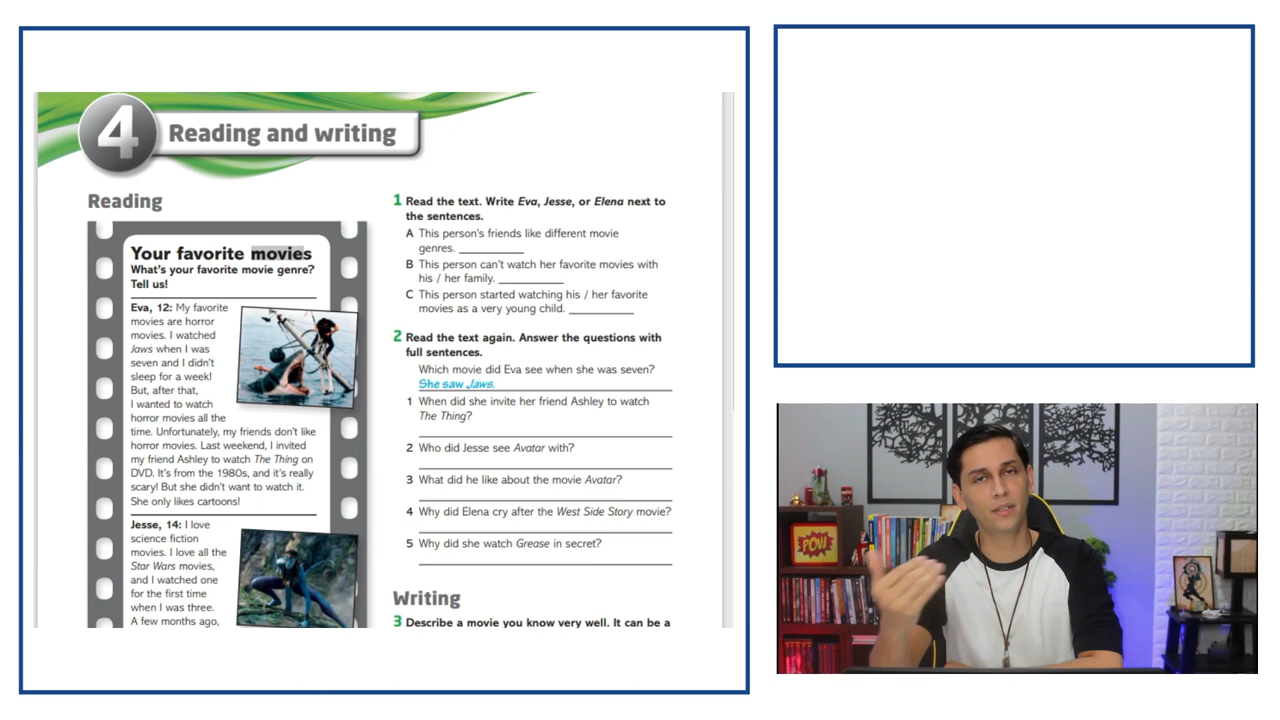 4
Reading and writing
Reading
Your favorite movies
What's your favorite movie genre?
Tell us!
Eva, 12: My favorite
movies are horror
movies. I watched
Jaws when I was
seven and I didn't
sleep for a week!
But, after that,
I wanted to watch
horror movies all the
time. Unfortunately, my friends don't like
horror movies. Last weekend, I invited
my friend Ashley to watch The Thing on
DVD. It's from the 1980s, and it's really
scary! But she didn't want to watch it.
She only likes cartoons!
Jesse, 14: I love
science fiction
movies. I love all the
Star Wars movies,
and I watched one
for the first time
when I was three.
A few months ago,
1 Read the text. Write Eva, Jesse, or Elena next to
the sentences.
A This person's friends like different movie
genres. __________
B This person can't watch her favorite movies with
his / her family. __________
C This person started watching his / her favorite
movies as a very young child. __________
2 Read the text again. Answer the questions with
full sentences.
Which movie did Eva see when she was seven?
She saw Jaws.
1 When did she invite her friend Ashley to watch
The Thing?
2 Who did Jesse see Avatar with?
3 What did he like about the movie Avatar?
4 Why did Elena cry after the West Side Story movie?
5 Why did she watch Grease in secret?
Writing
3 Describe a movie you know very well. It can be a
POW!